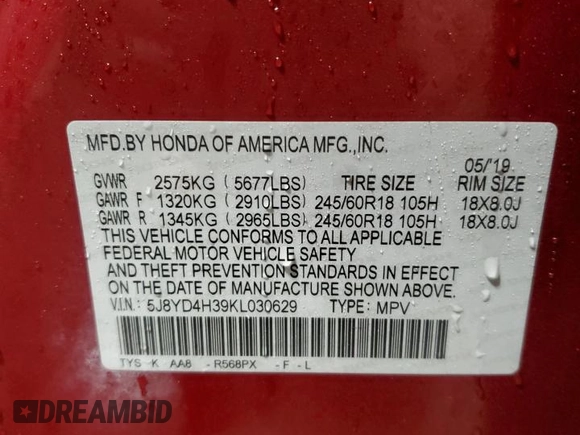 MFD.BY HONDA OF AMERICA MFG.,INC.
05/'19
GVWR 2575KG (5677LBS) TIRE SIZE RIM SIZE
GAWR F 1320KG (2910LBS) 245/60R18 105H 18X8.0J
GAWR R 1345KG (2965LBS) 245/60R18 105H 18X8.0J
THIS VEHICLE CONFORMS TO ALL APPLICABLE
FEDERAL MOTOR VEHICLE SAFETY
AND THEFT PREVENTION STANDARDS IN EFFECT
ON THE DATE OF MANUFACTURE SHOWN ABOVE.
V.I.N.: 5J8YD4H39KL030629 TYPE: MPV
TYS - K AA8 - R568PX - F - L
DREAMBID